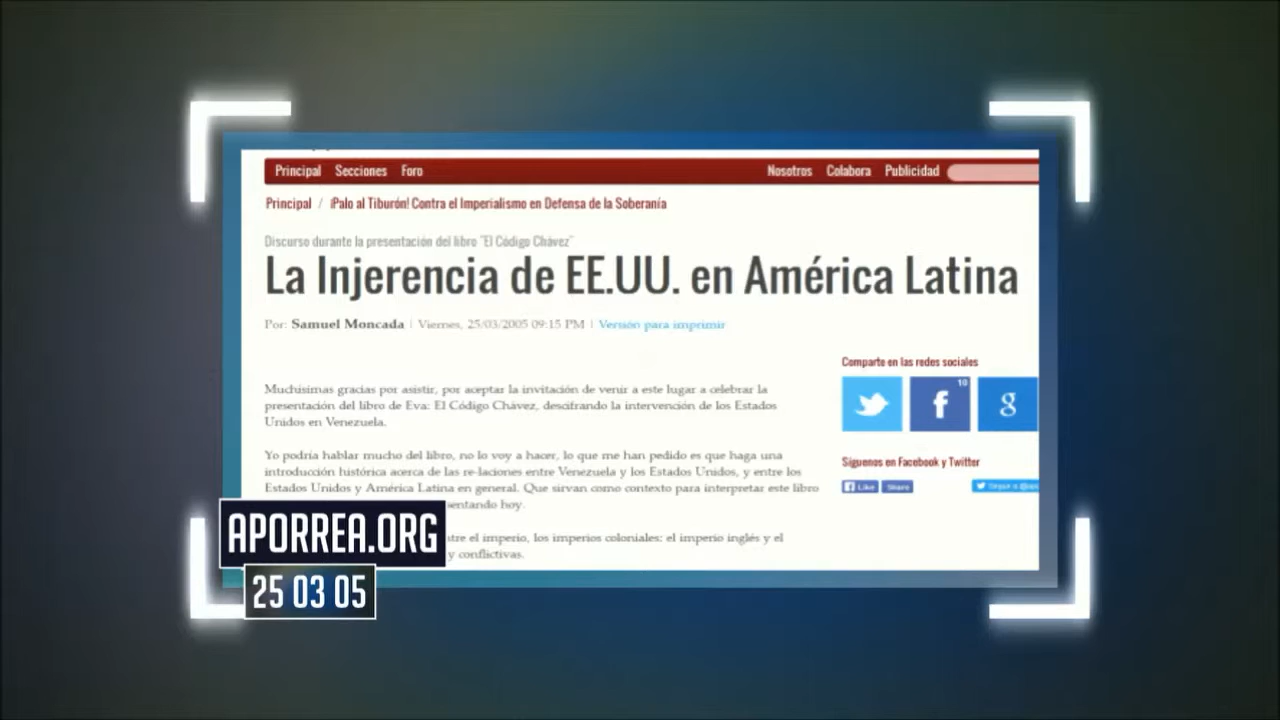 Principal Secciones Foro Nosotros Colabora Publicidad
Principal / ¡Palo al Tiburón! Contra el Imperialismo en Defensa de la Soberanía
Discurso durante la presentación del libro "El Código Chávez"
La Injerencia de EE.UU. en América Latina
Por: Samuel Moncada | Viernes, 25/03/2005 09:15 PM | Versión para imprimir
Comparte en las redes sociales
10
Muchísimas gracias por asistir, por aceptar la invitación de venir a este lugar a celebrar la
presentación del libro de Eva: El Código Chávez, descifrando la intervención de los Estados
Unidos en Venezuela.
Yo podría hablar mucho del libro, no lo voy a hacer, lo que me han pedido es que haga una
introducción histórica acerca de las re-laciones entre Venezuela y los Estados Unidos, y entre los
Estados Unidos y América Latina en general. Que sirvan como contexto para interpretar este libro
hoy.
el imperio, los imperios coloniales: el imperio inglés y el
y conflictivas.
Síguenos en Facebook y Twitter
Like Share
APORREA.ORG
25 03 05